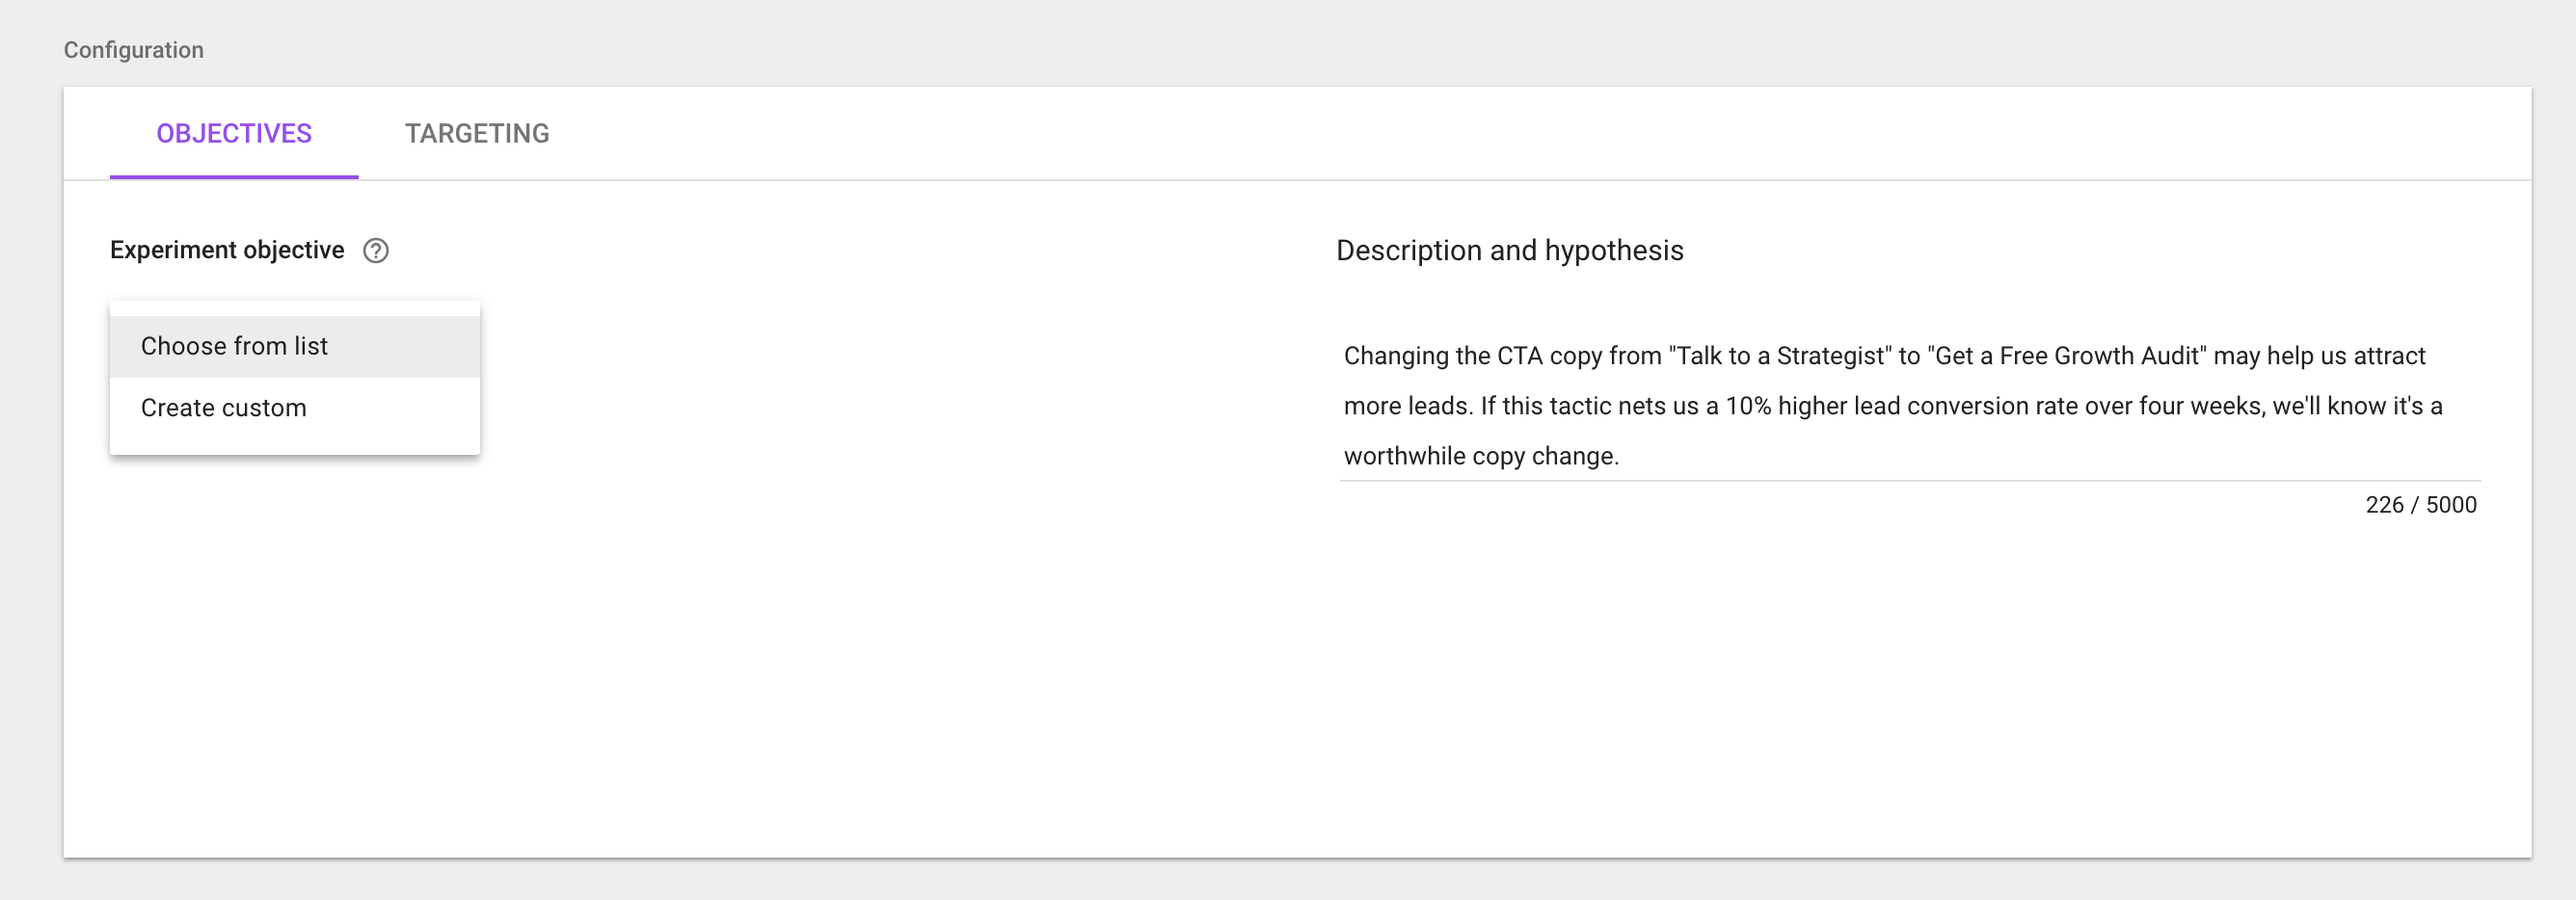 Configuration
OBJECTIVES TARGETING
Experiment objective ?
Choose from list
Create custom
Description and hypothesis
Changing the CTA copy from "Talk to a Strategist" to "Get a Free Growth Audit" may help us attract
more leads. If this tactic nets us a 10% higher lead conversion rate over four weeks, we'll know it's a
worthwhile copy change.
226 / 5000